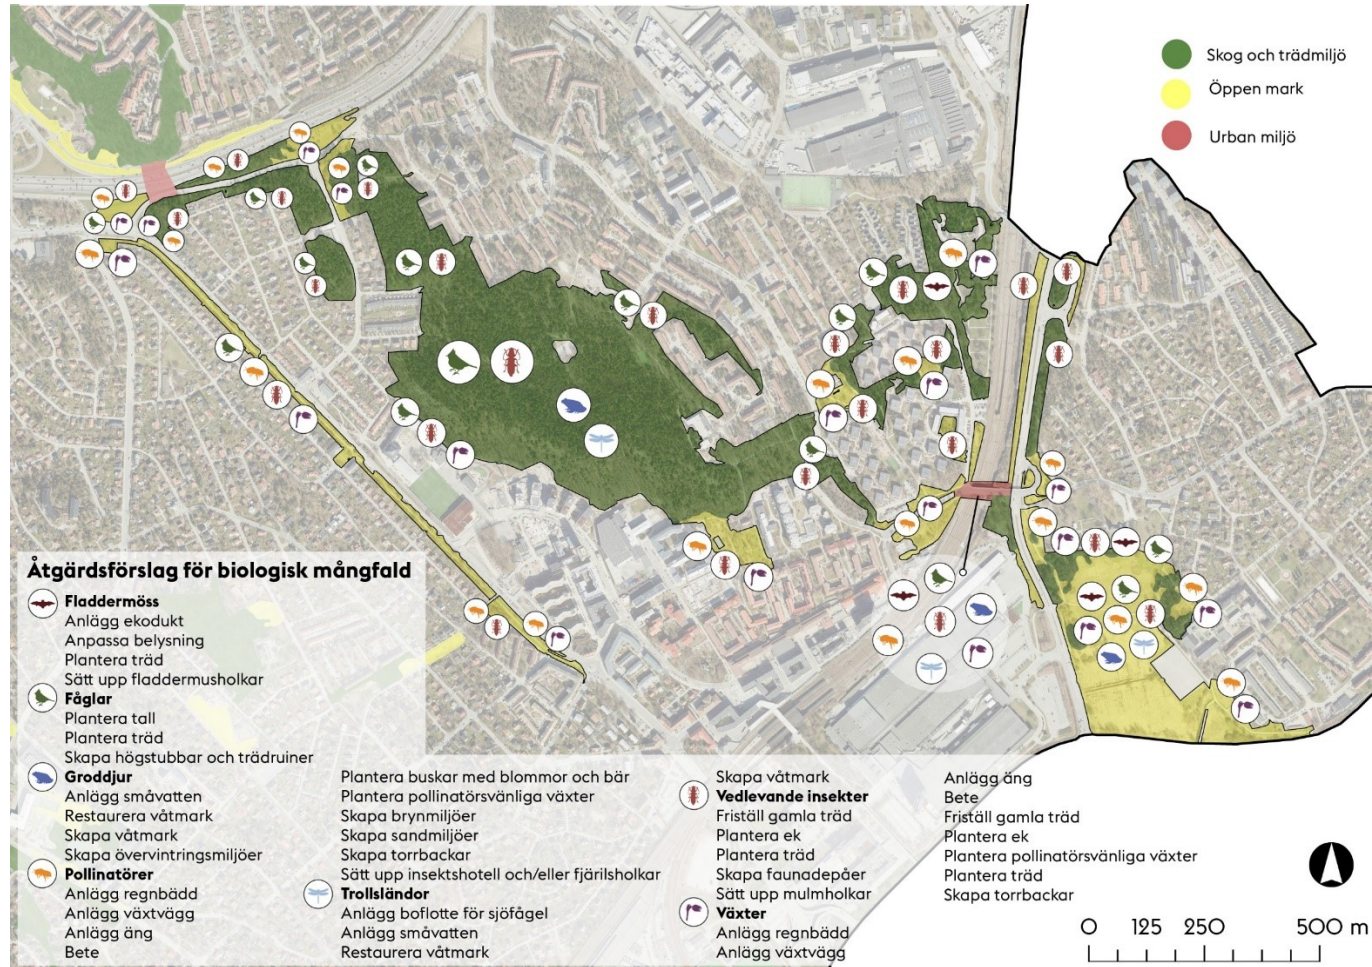 Skog och trädmiljö
Öppen mark
Urban miljö
Åtgärdsförslag för biologisk mångfald
Fladdermöss
Anlägg ekodukt
Anpassa belysning
Plantera träd
Sätt upp fladdermusholkar
Fåglar
Plantera tall
Plantera träd
Skapa högstubbar och trädruiner
Groddjur
Anlägg småvatten
Restaurera våtmark
Skapa våtmark
Skapa övervintringsmiljöer
Pollinatörer
Anlägg regnbädd
Anlägg växtvägg
Anlägg äng
Bete
Plantera buskar med blommor och bär
Plantera pollinatörsvänliga växter
Skapa brynmiljöer
Skapa sandmiljöer
Skapa torrbackar
Sätt upp insektshotell och/eller fjärilsholkar
Trollsländor
Anlägg boflotte för sjöfågel
Anlägg småvatten
Restaurera våtmark
Skapa våtmark
Vedlevande insekter
Friställ gamla träd
Plantera ek
Plantera träd
Skapa faunadepåer
Sätt upp mulmholkar
Växter
Anlägg regnbädd
Anlägg växtvägg
Anlägg äng
Bete
Friställ gamla träd
Plantera ek
Plantera pollinatörsvänliga växter
Plantera träd
Skapa torrbackar
0 125 250 500 m